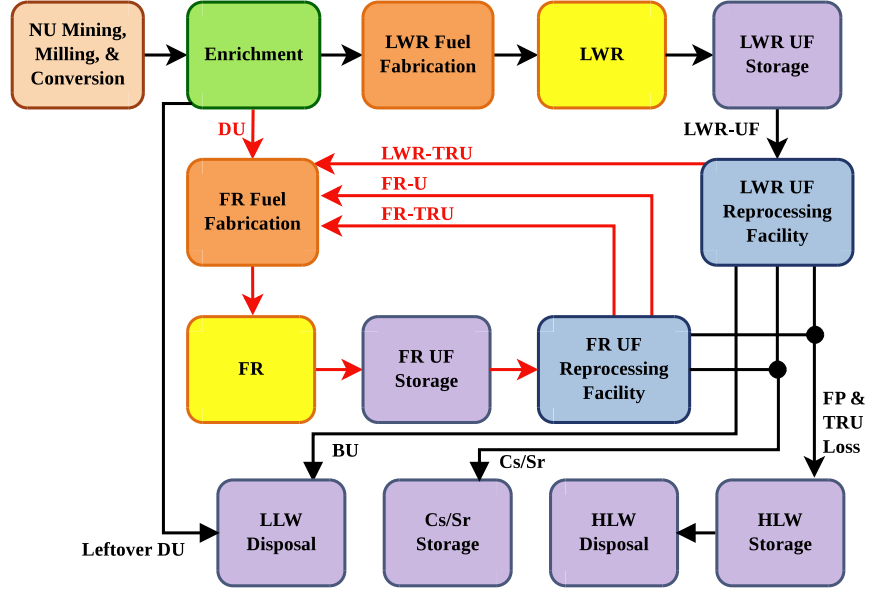 NU Mining,
Milling, &
Conversion
Enrichment
LWR Fuel
Fabrication
LWR
LWR UF
Storage
DU
LWR-UF
LWR-TRU
FR-U
FR-TRU
FR Fuel
Fabrication
LWR UF
Reprocessing
Facility
FR
FR UF
Storage
FR UF
Reprocessing
Facility
FP &
TRU
Loss
BU
Cs/Sr
Leftover DU
LLW
Disposal
Cs/Sr
Storage
HLW
Disposal
HLW
Storage